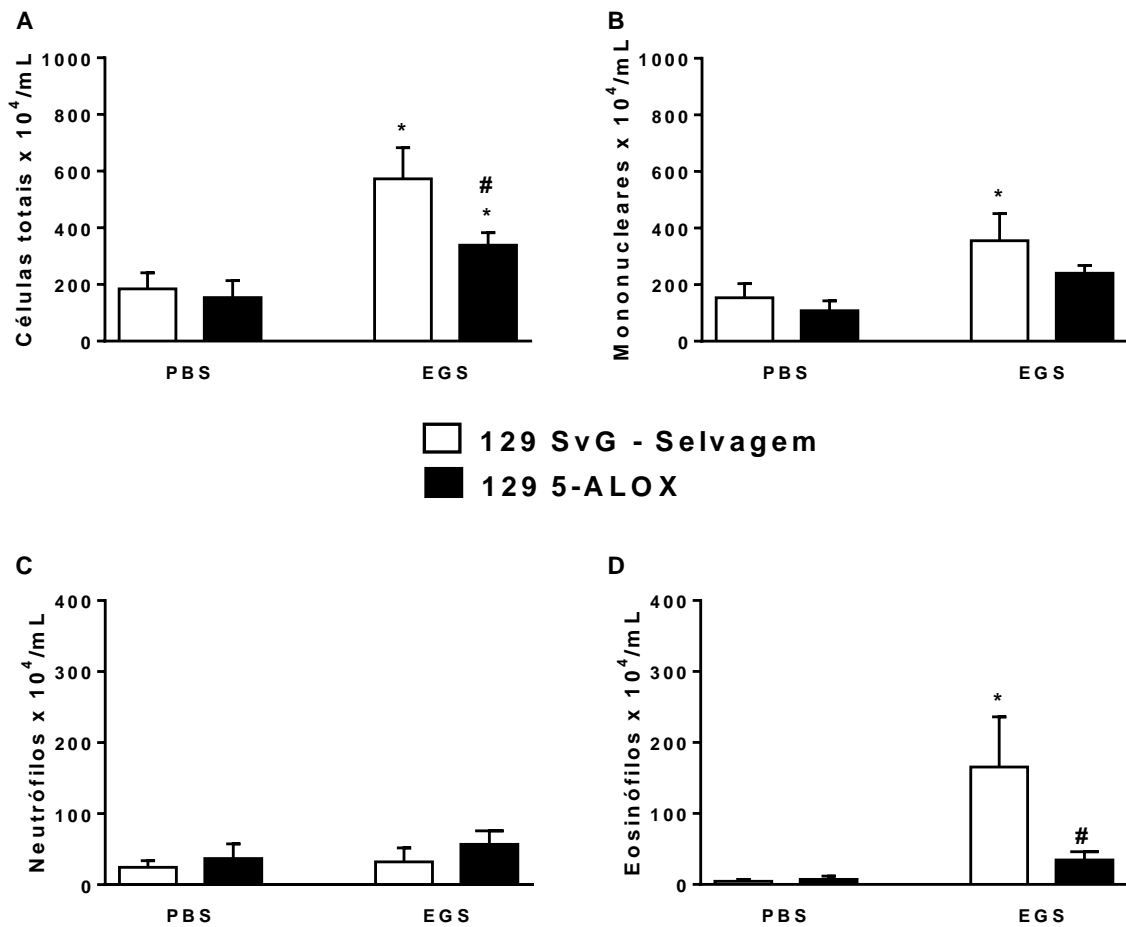 A
Células totais x 10⁴/mL
1000
800
600
400
200
0
*
#
*
PBS
EGS
B
Mononucleares x 10⁴/mL
1000
800
600
400
200
0
*
PBS
EGS
129 SvG - Selvagem
129 5-ALOX
C
Neutrófilos x 10⁴/mL
400
300
200
100
0
PBS
EGS
D
Eosinófilos x 10⁴/mL
400
300
200
100
0
*
#
PBS
EGS